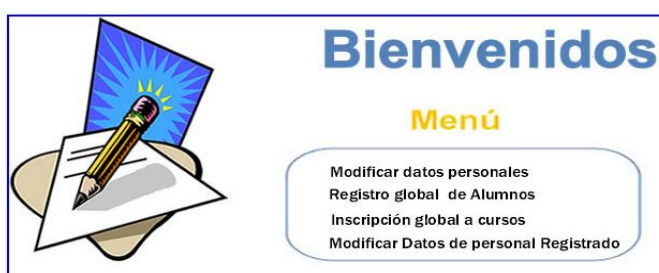 Bienvenidos
Menú
Modificar datos personales
Registro global de Alumnos
Inscripción global a cursos
Modificar Datos de personal Registrado